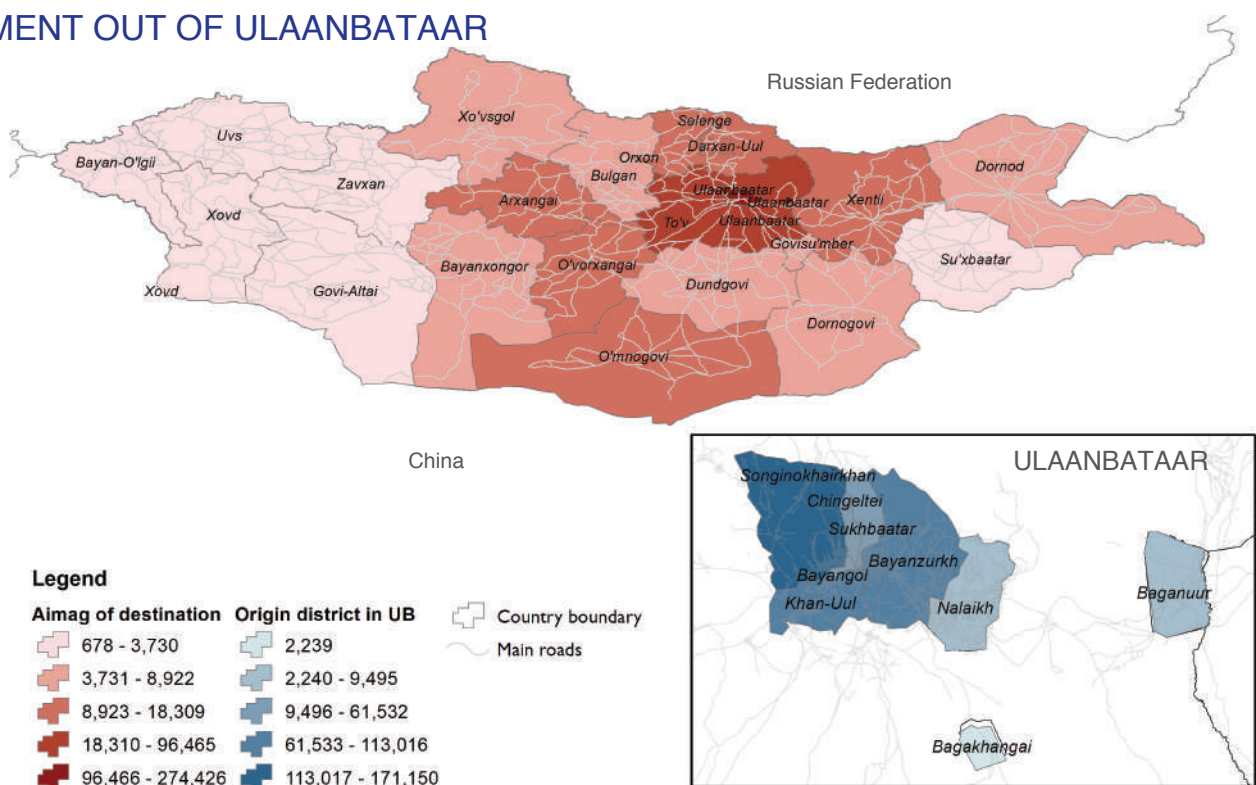 MENT OUT OF ULAANBATAAR
Russian Federation
Xo'vsgol
Selenge
Uvs
Darxan-Uul
Bayan-O'lgii
Orxon
Dornod
Bulgan
Zavxan
Ulaanbaatar
Arxangai
Ulaanbaatar
Xentii
Xovd
To'v
Ulaanbaatar
Govisu'mber
Su'xbaatar
Bayanxongor
O'vorxangai
Dundgovi
Xovd
Govi-Altai
Dornogovi
O'mnogovi
China
ULAANBATAAR
Songinokhairkhan
Chingeltei
Sukhbaatar
Bayanzurkh
Bayangol
Khan-Uul
Nalaikh
Baganuur
Bagakhangai
Legend
Aimag of destination
678 - 3,730
3,731 - 8,922
8,923 - 18,309
18,310 - 96,465
96,466 - 274,426
Origin district in UB
2,239
2,240 - 9,495
9,496 - 61,532
61,533 - 113,016
113,017 - 171,150
Country boundary
Main roads